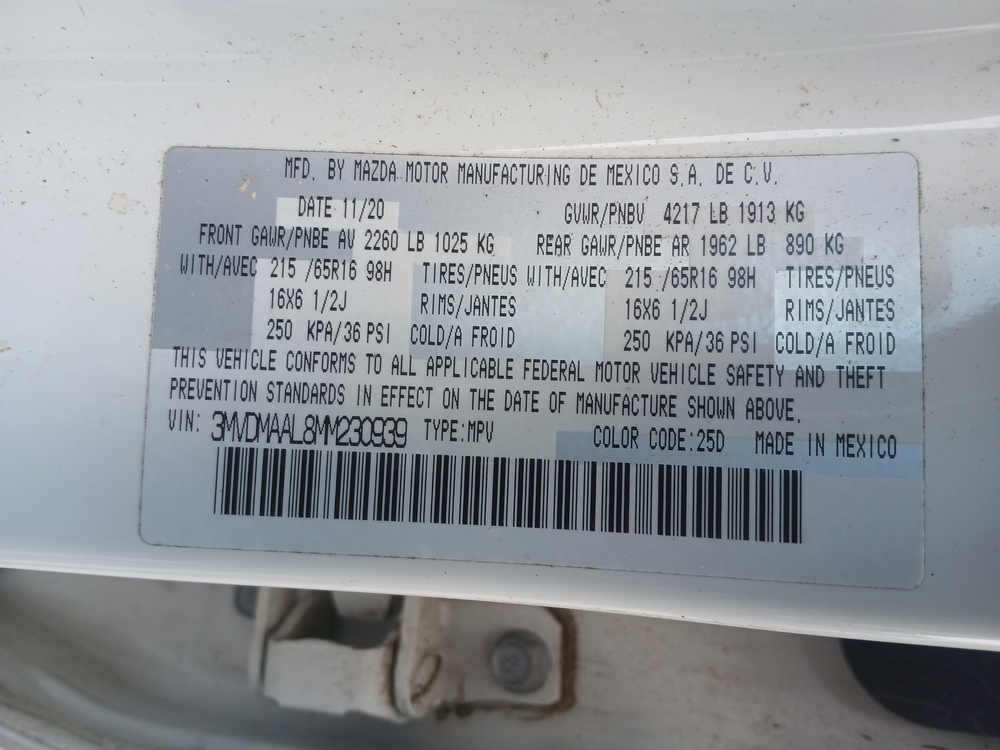 MFD. BY MAZDA MOTOR MANUFACTURING DE MEXICO S.A. DE C.V.
DATE 11/20 GVWR/PNBV 4217 LB 1913 KG
FRONT GAWR/PNBE AV 2260 LB 1025 KG REAR GAWR/PNBE AR 1962 LB 890 KG
WITH/AVEC 215 /65R16 98H TIRES/PNEUS WITH/AVEC 215 /65R16 98H TIRES/PNEUS
16X6 1/2J RIMS/JANTES 16X6 1/2J RIMS/JANTES
250 KPA/36 PSI COLD/A FROID 250 KPA/36 PSI COLD/A FROID
THIS VEHICLE CONFORMS TO ALL APPLICABLE FEDERAL MOTOR VEHICLE SAFETY AND THEFT
PREVENTION STANDARDS IN EFFECT ON THE DATE OF MANUFACTURE SHOWN ABOVE.
VIN: 3MVDMAAL8MM230939 TYPE:MPV COLOR CODE:25D MADE IN MEXICO